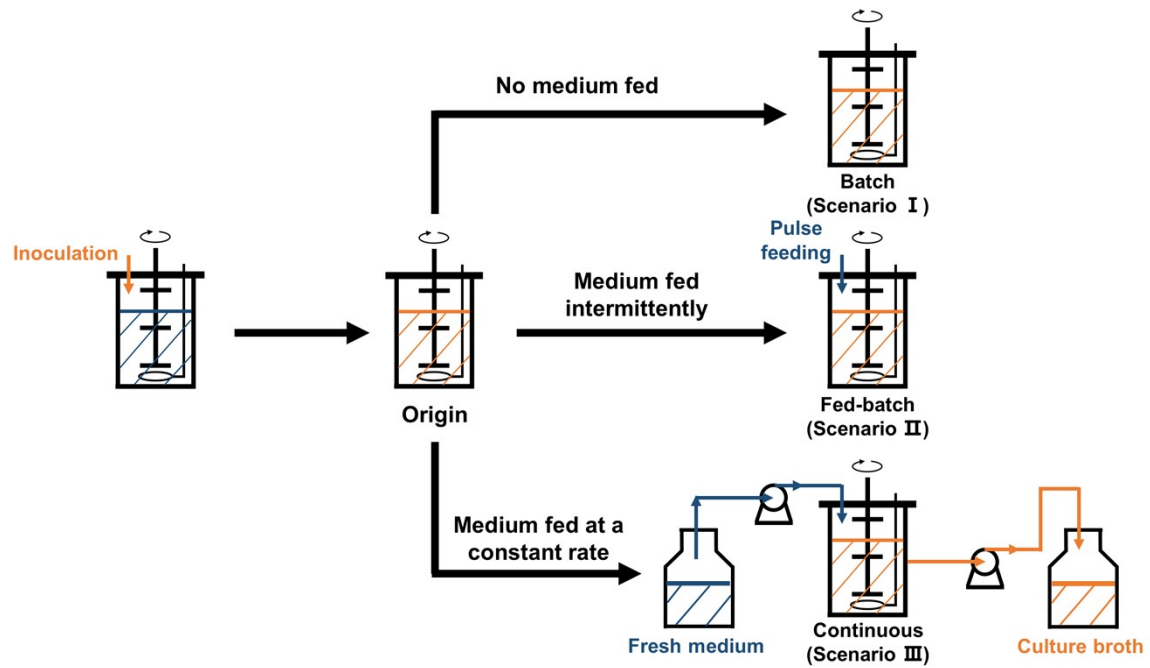 No medium fed
Batch
(Scenario Ⅰ)
Inoculation
Origin
Medium fed
intermittently
Pulse
feeding
Fed-batch
(Scenario Ⅱ)
Medium fed at a
constant rate
Fresh medium
Continuous
(Scenario Ⅲ)
Culture broth